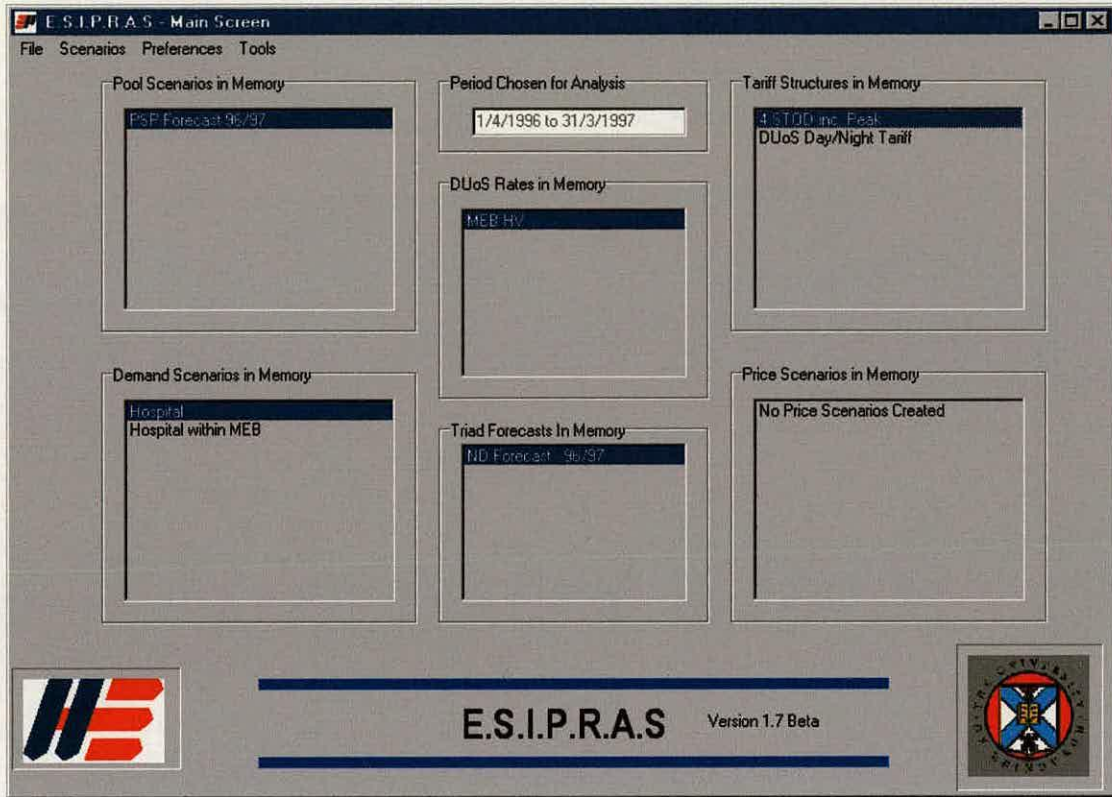 E.S.I.P.R.A.S - Main Screen
File Scenarios Preferences Tools
Pool Scenarios in Memory
PSP Forecast 96/97
Period Chosen for Analysis
1/4/1996 to 31/3/1997
Tariff Structures in Memory
4 STOD inc. Peak
DUoS Day/Night Tariff
DUoS Rates in Memory
MEB HV
Demand Scenarios in Memory
Hospital
Hospital within MEB
Triad Forecasts In Memory
ND Forecast 96/97
Price Scenarios in Memory
No Price Scenarios Created
E.S.I.P.R.A.S Version 1.7 Beta
THE UNIVERSITY